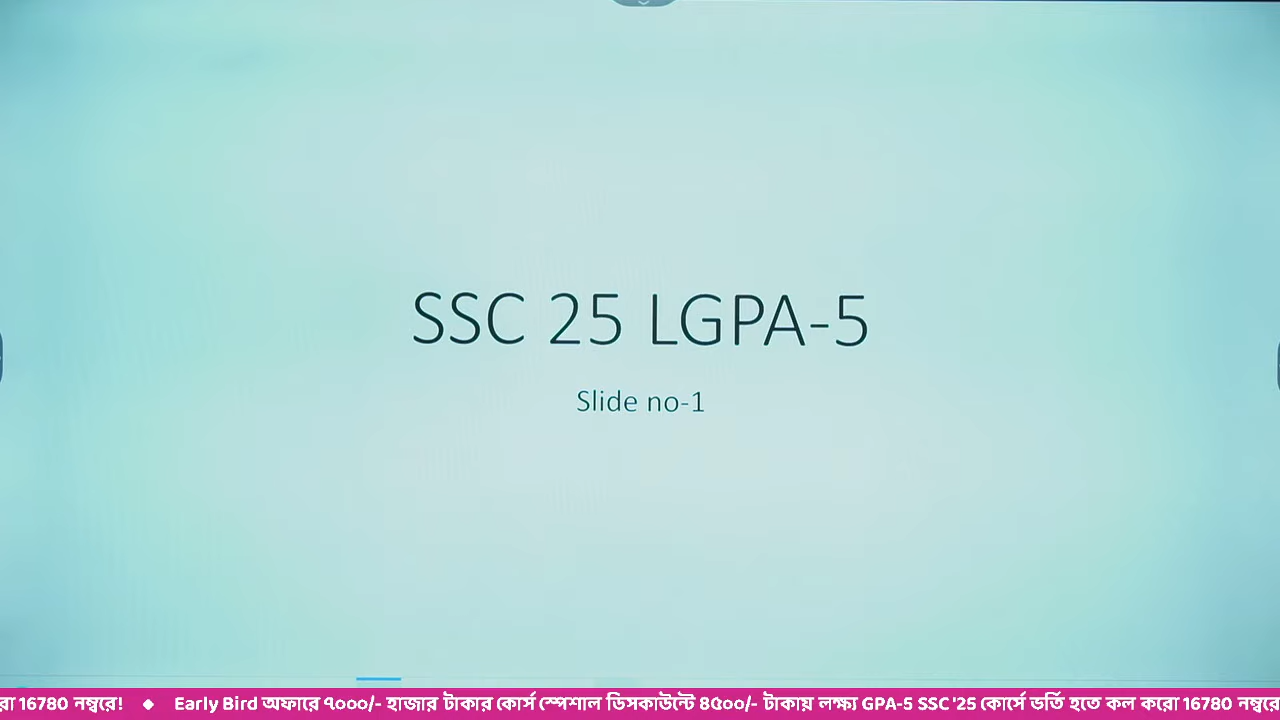 SSC 25 LGPA-5
Slide no-1
রো 16780 নম্বরে! ◆ Early Bird অফারে ৭০০০/- হাজার টাকার কোর্স স্পেশাল ডিসকাউন্টে ৪৫০০/- টাকায় লক্ষ্য GPA-5 SSC '25 কোর্সে ভর্তি হতে কল করো 16780 নম্বরে